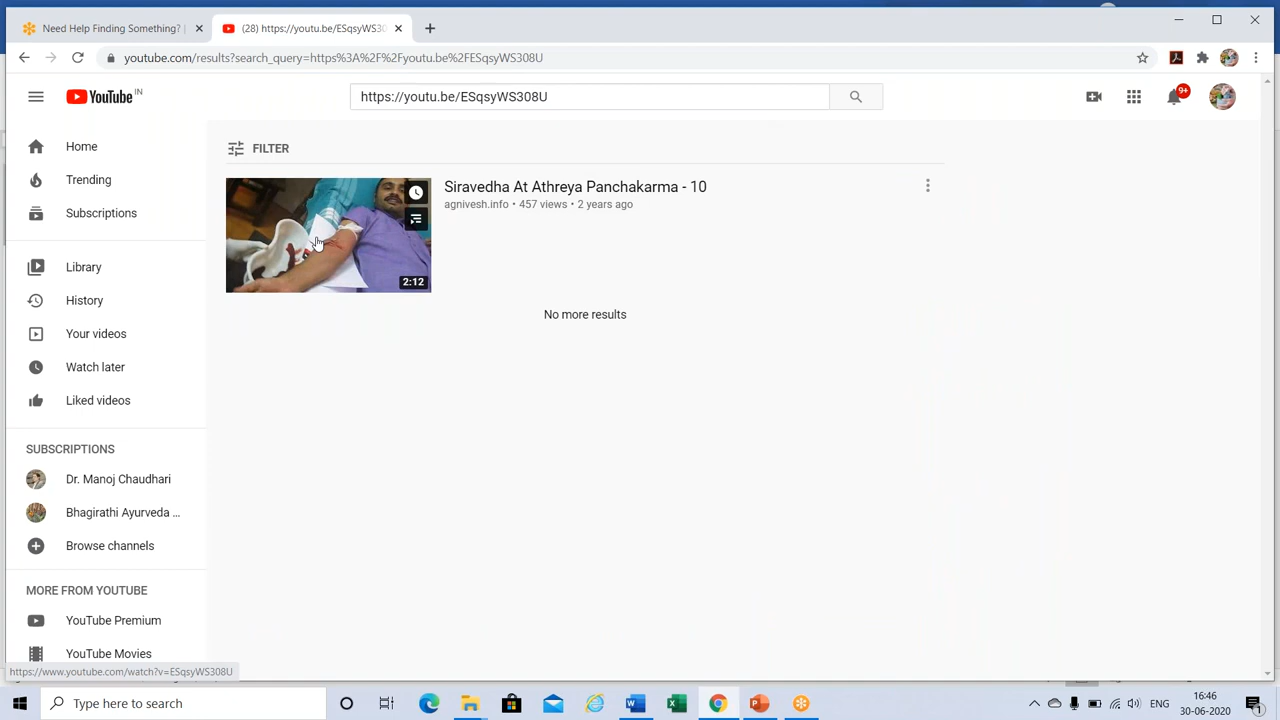 Need Help Finding Something? |
(28) https://youtu.be/ESqsyWS30
youtube.com/results?search_query=https%3A%2F%2Fyoutu.be%2FESqsyWS308U
YouTube IN
https://youtu.be/ESqsyWS308U
9+
Home
Trending
Subscriptions
Library
History
Your videos
Watch later
Liked videos
SUBSCRIPTIONS
Dr. Manoj Chaudhari
Bhagirathi Ayurveda ...
Browse channels
MORE FROM YOUTUBE
YouTube Premium
YouTube Movies
FILTER
Siravedha At Athreya Panchakarma - 10
agnivesh.info • 457 views • 2 years ago
2:12
No more results
https://www.youtube.com/watch?v=ESqsyWS308U
Type here to search
ENG
16:46
30-06-2020
1